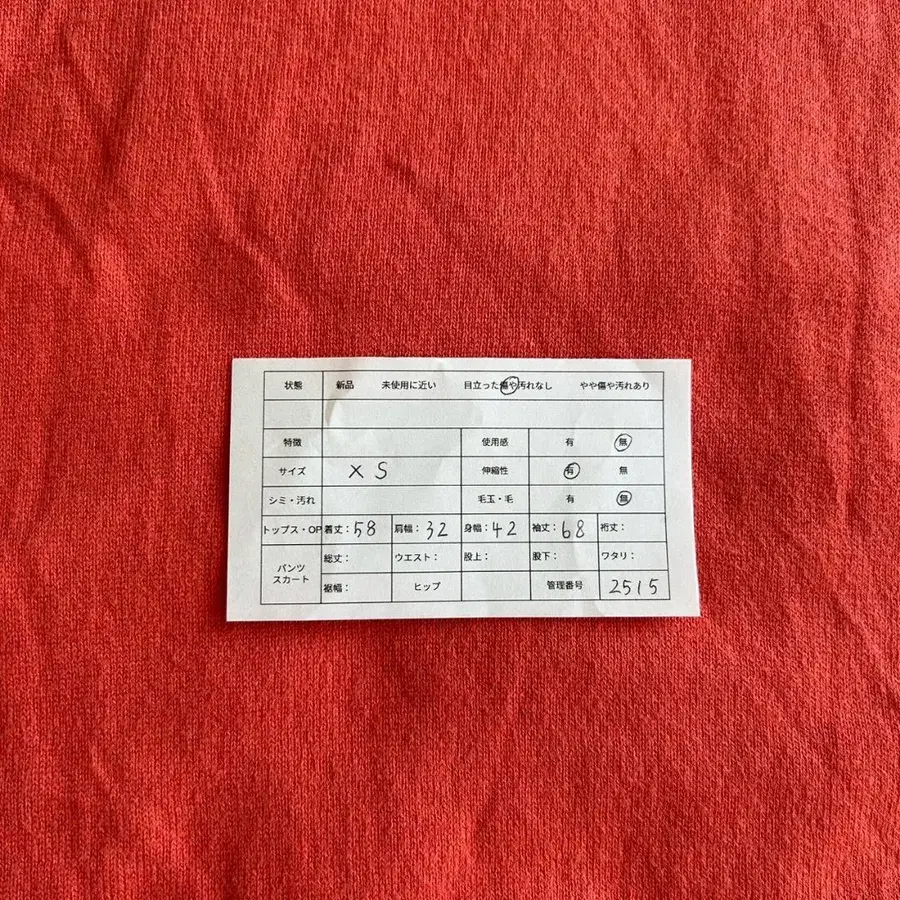 状態 新品 未使用に近い 目立った傷や汚れなし やや傷や汚れあり
特徴 使用感 有 無
サイズ XS 伸縮性 有 無
シミ・汚れ 毛玉・毛 有 無
トップス・OP 着丈:58 肩幅:32 身幅:42 袖丈:68 裄丈:
パンツ スカート 総丈: ウエスト: 股上: 股下: ワタリ:
裾幅: ヒップ 管理番号 2515